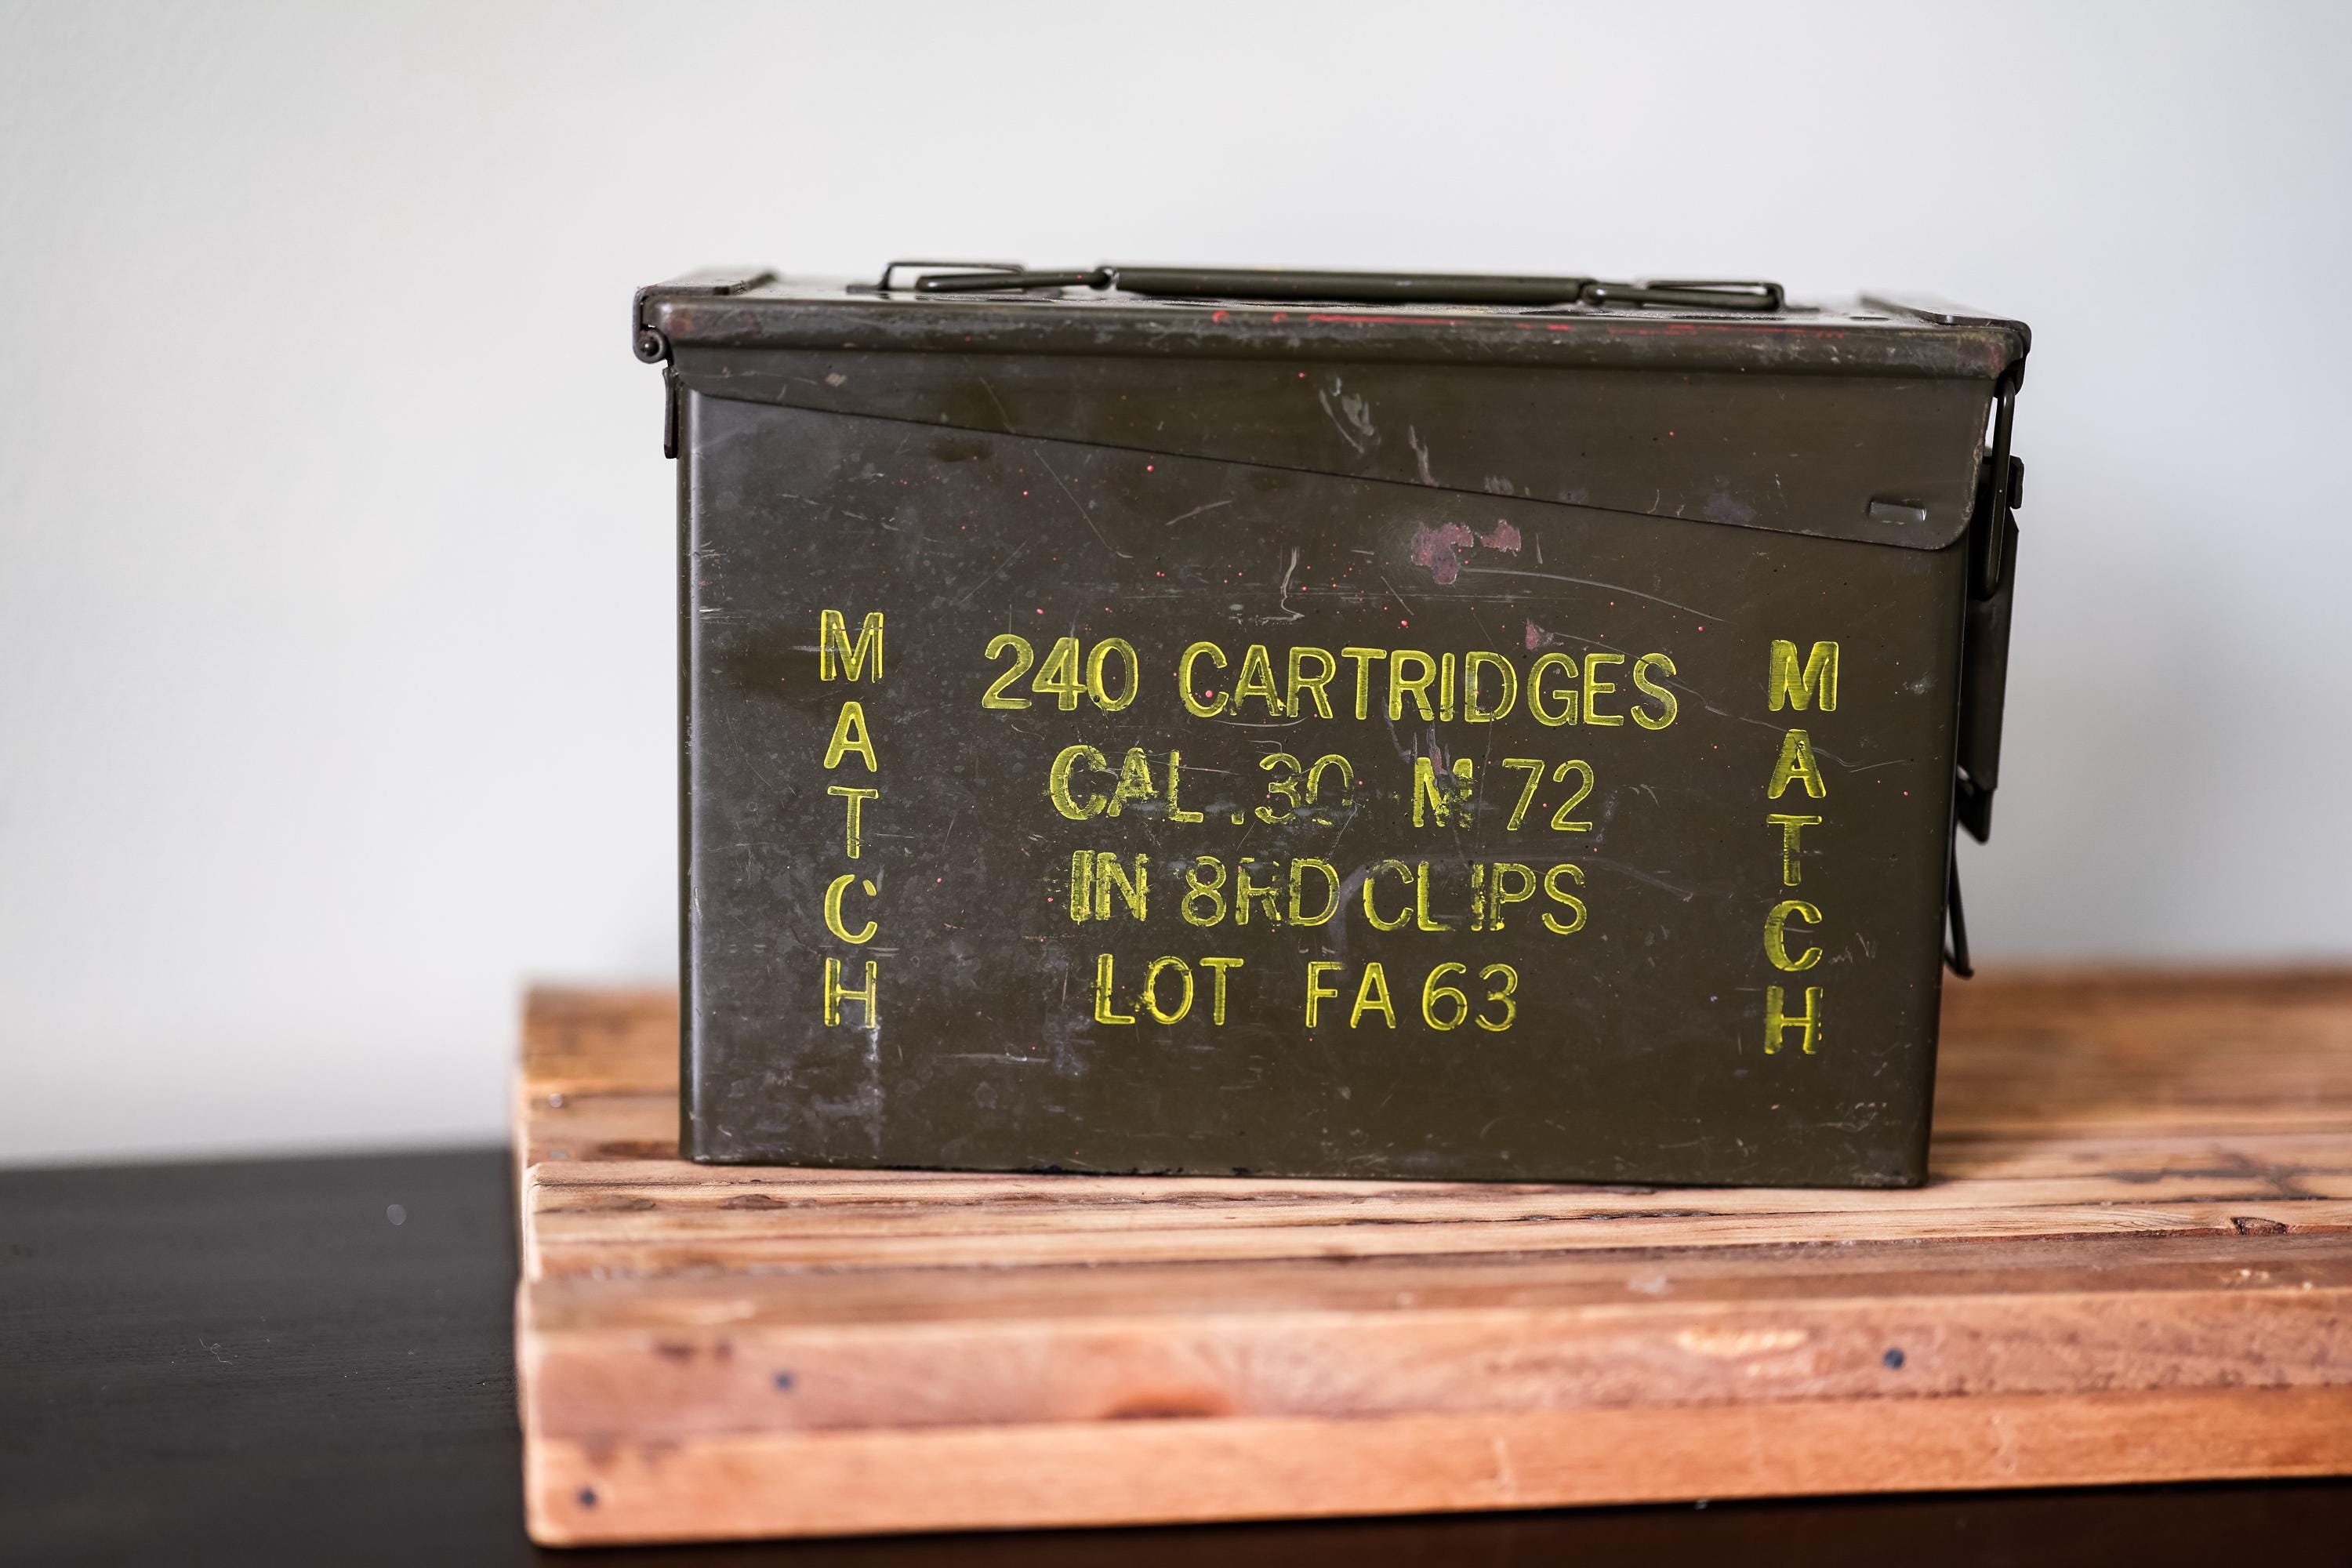 MATCH
240 CARTRIDGES
CAL .30 M 72
IN 8RD CLIPS
LOT FA 63
MATCH